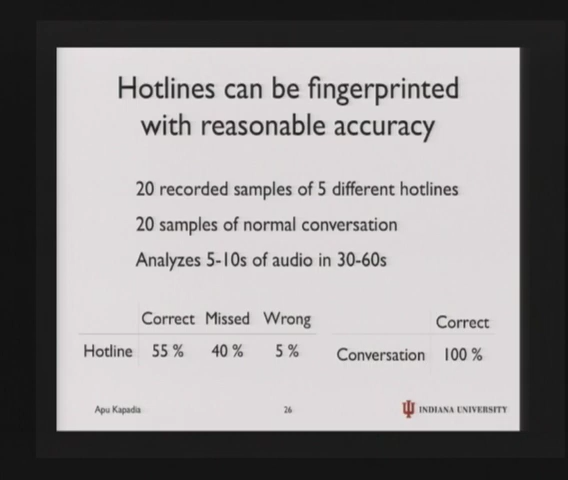 Hotlines can be fingerprinted
with reasonable accuracy
20 recorded samples of 5 different hotlines
20 samples of normal conversation
Analyzes 5-10s of audio in 30-60s
Correct Missed Wrong
Hotline 55 % 40 % 5 %
Correct
Conversation 100 %
Apu Kapadia 26 INDIANA UNIVERSITY